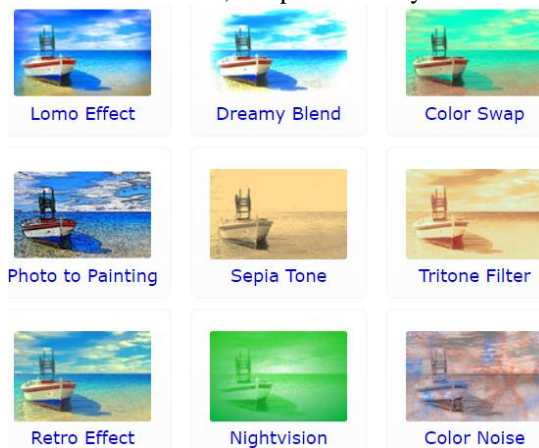 Lomo Effect
Dreamy Blend
Color Swap
Photo to Painting
Sepia Tone
Tritone Filter
Retro Effect
Nightvision
Color Noise